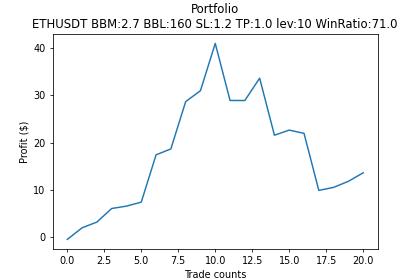 Portfolio
ETHUSDT BBM:2.7 BBL:160 SL:1.2 TP:1.0 lev:10 WinRatio:71.0
40
30
20
10
0
Profit ($)
0.0 2.5 5.0 7.5 10.0 12.5 15.0 17.5 20.0
Trade counts